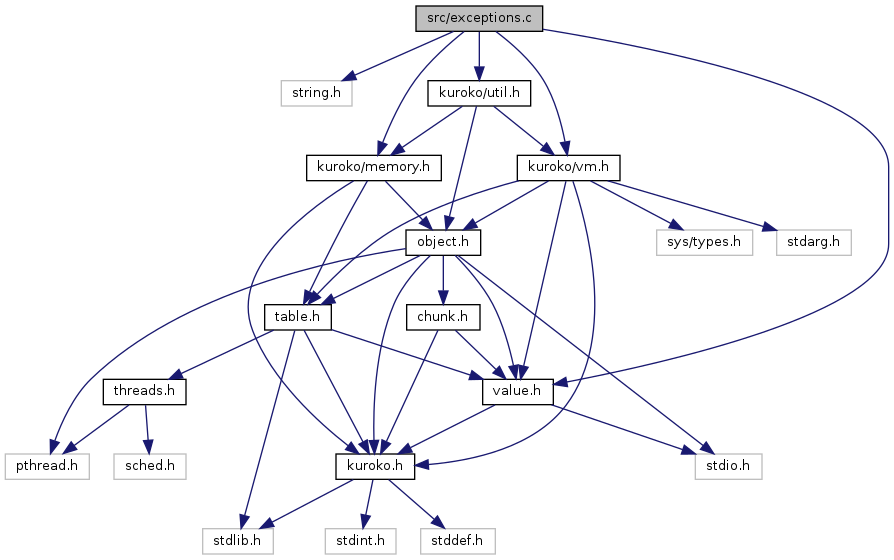 src/exceptions.c
string.h
kuroko/util.h
kuroko/memory.h
kuroko/vm.h
object.h
sys/types.h
stdarg.h
table.h
chunk.h
threads.h
value.h
pthread.h
sched.h
kuroko.h
stdio.h
stdlib.h
stdint.h
stddef.h